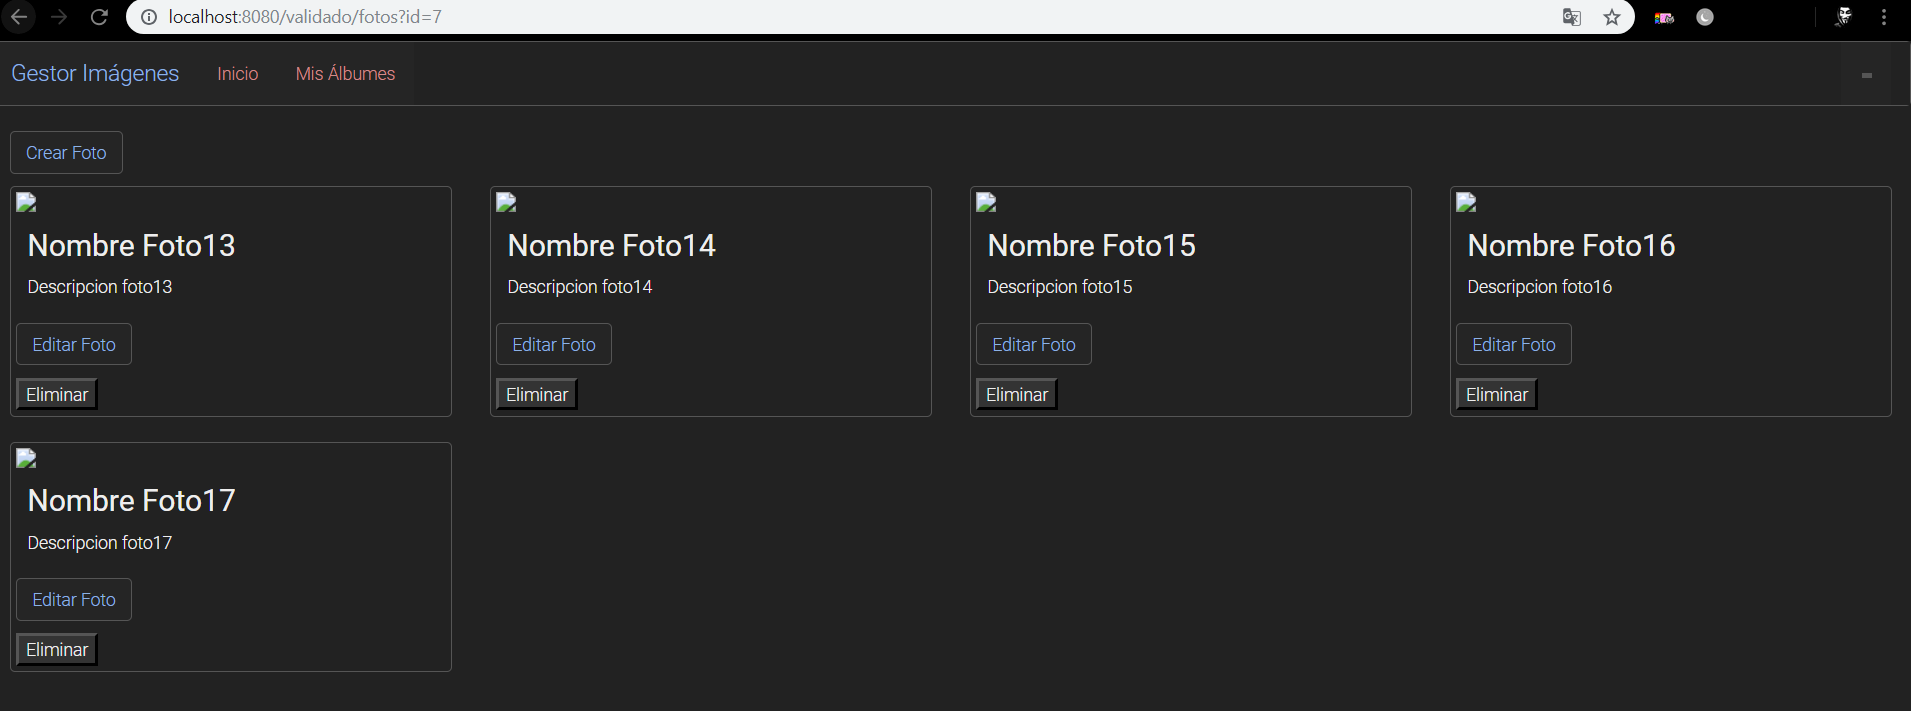 localhost:8080/validado/fotos?id=7
Gestor Imágenes Inicio Mis Álbumes
Crear Foto
Nombre Foto13
Descripcion foto13
Editar Foto
Eliminar
Nombre Foto14
Descripcion foto14
Editar Foto
Eliminar
Nombre Foto15
Descripcion foto15
Editar Foto
Eliminar
Nombre Foto16
Descripcion foto16
Editar Foto
Eliminar
Nombre Foto17
Descripcion foto17
Editar Foto
Eliminar